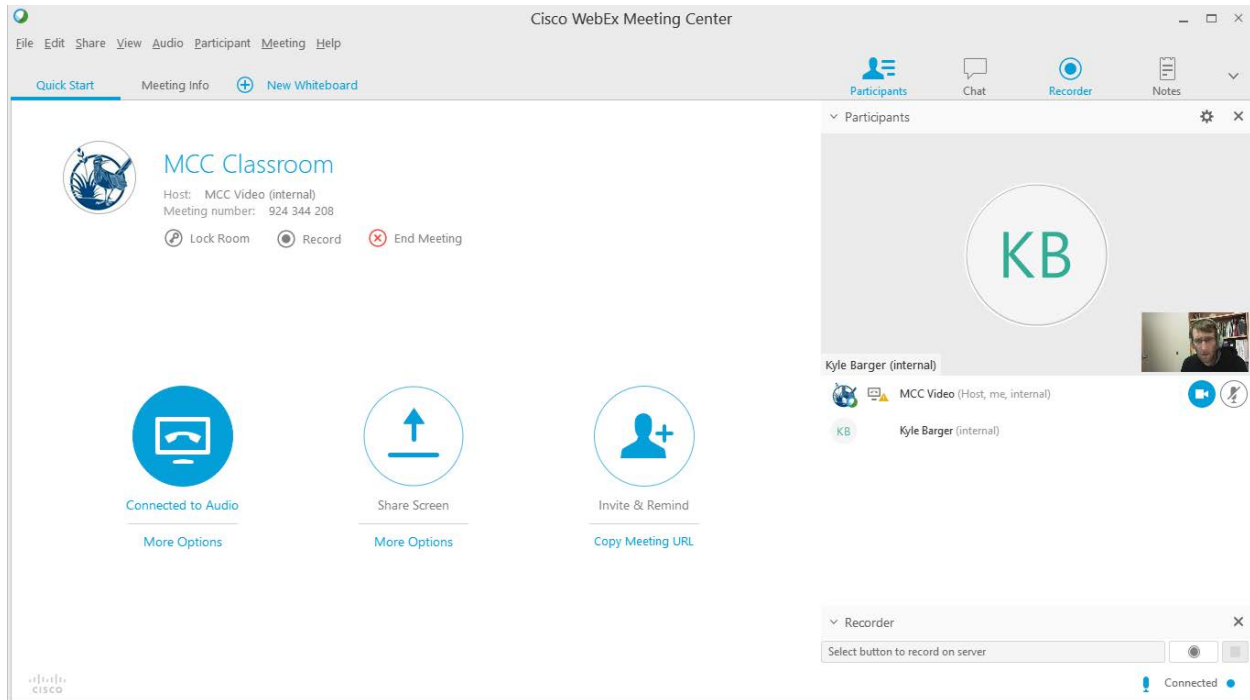 Cisco WebEx Meeting Center
File Edit Share View Audio Participant Meeting Help
Quick Start Meeting Info New Whiteboard
Participants Chat Recorder Notes
MCC Classroom
Host: MCC Video (internal)
Meeting number: 924 344 208
Lock Room Record End Meeting
Connected to Audio Share Screen Invite & Remind
More Options More Options Copy Meeting URL
Participants
KB
Kyle Barger (internal)
MCC Video (Host, me, internal)
KB Kyle Barger (internal)
Recorder
Select button to record on server
Connected
CISCO